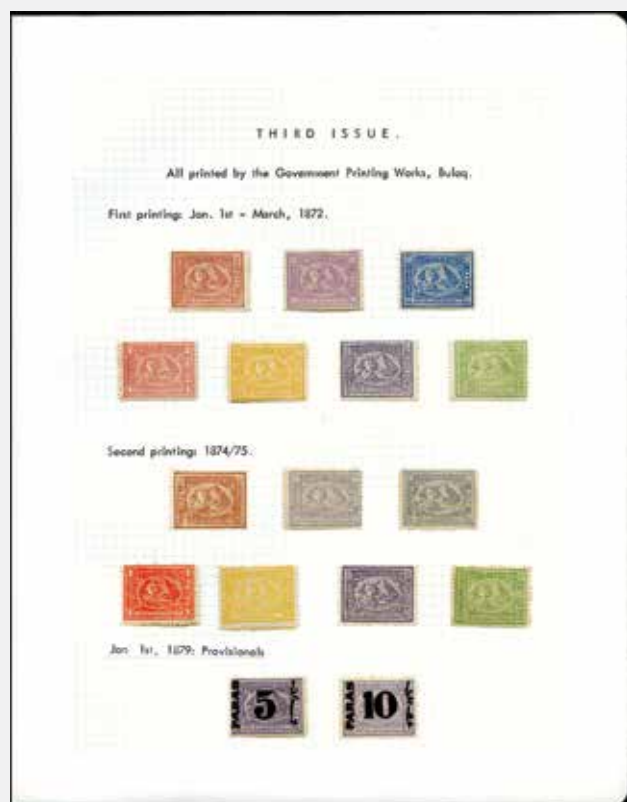 THIRD ISSUE.
All printed by the Government Printing Works, Bulaq.
First printing: Jan. 1st - March, 1872.
Second printing: 1874/75.
Jan 1st, 1879: Provisionals
PARAS 5
PARAS 10